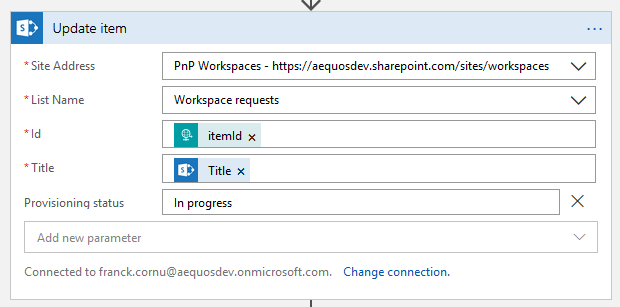 Update item
...
* Site Address
PnP Workspaces - https://aequosdev.sharepoint.com/sites/workspaces
* List Name
Workspace requests
* Id
itemId ×
* Title
Title ×
Provisioning status
In progress
Add new parameter
Connected to franck.cornu@aequosdev.onmicrosoft.com. Change connection.